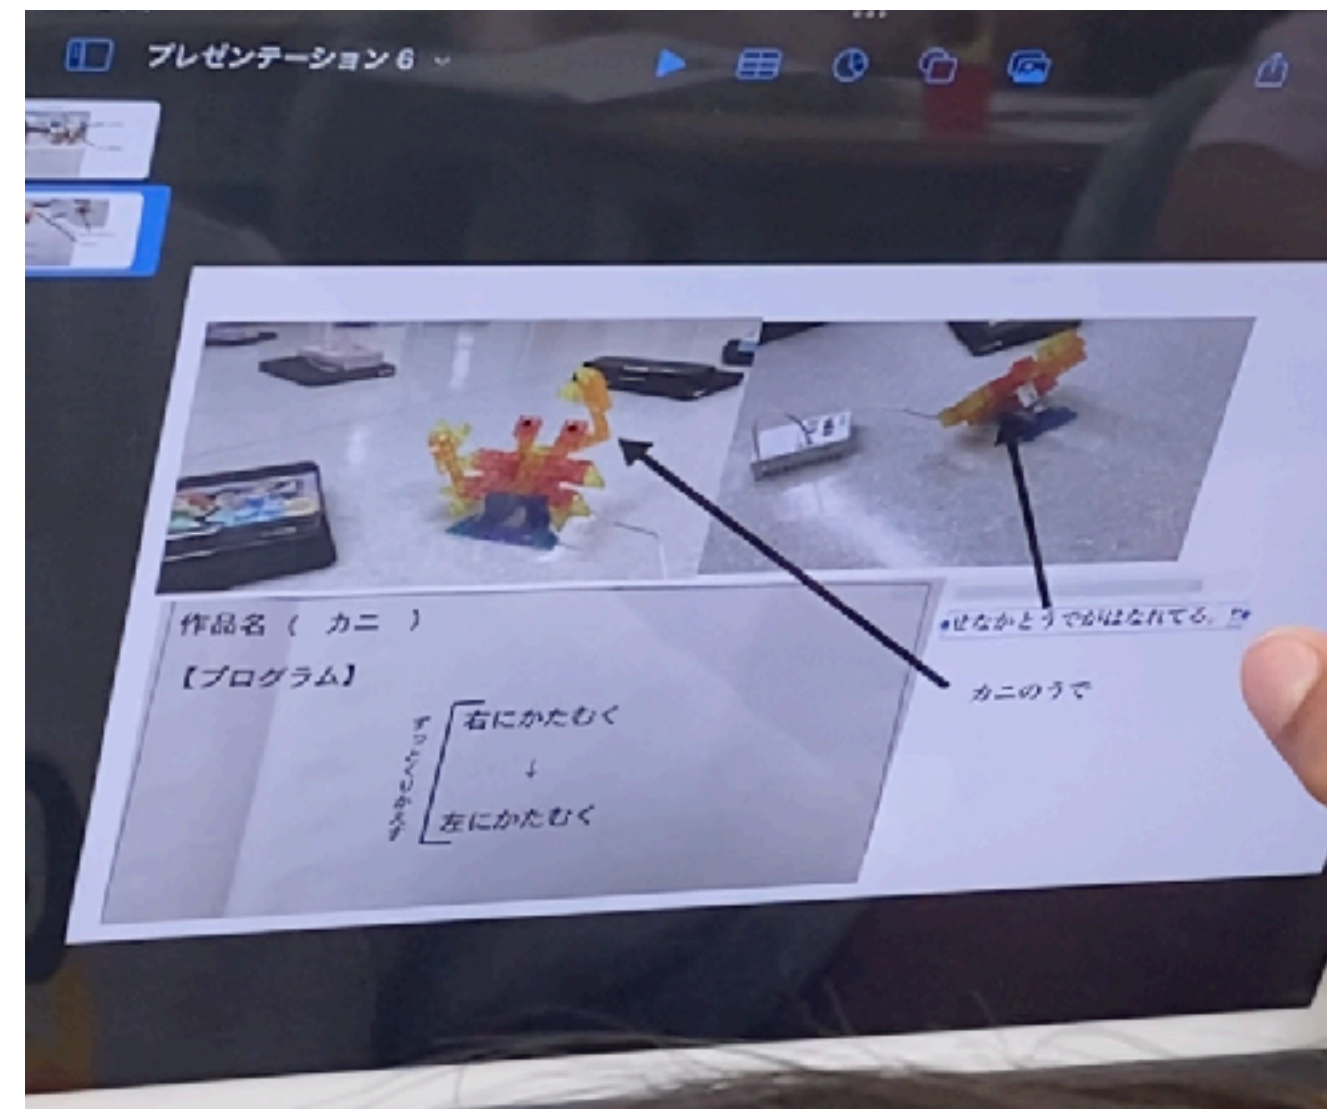 プレゼンテーション 6
作品名 ( カニ )
【プログラム】
ずっとくりかえす
右にかたむく
↓
左にかたむく
せなかとうでがはなれてる。
カニのうで